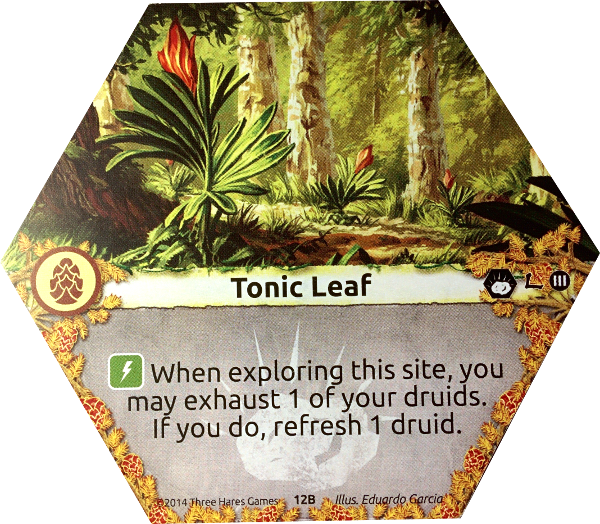 Tonic Leaf
III
When exploring this site, you
may exhaust 1 of your druids.
If you do, refresh 1 druid.
©2014 Three Hares Games 12B Illus. Eduardo Garcia